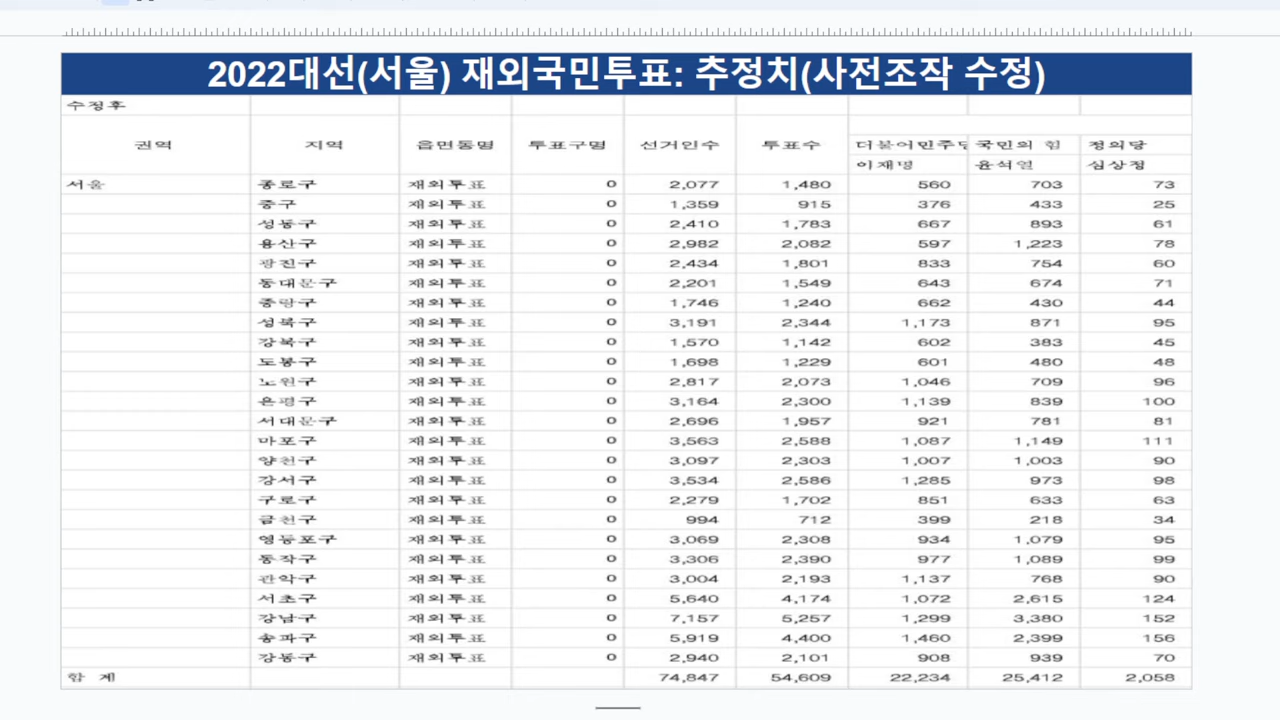 2022대선(서울) 재외국민투표: 추정치(사전조작 수정)
수정후
권역 지역 읍면동명 투표구명 선거인수 투표수 더불어민주당 국민의 힘 정의당
이재명 윤석열 심상정
서울 종로구 재외투표 0 2,077 1,480 560 703 73
중구 재외투표 0 1,359 915 376 433 25
성동구 재외투표 0 2,410 1,783 667 893 61
용산구 재외투표 0 2,982 2,082 597 1,223 78
광진구 재외투표 0 2,434 1,801 833 754 60
동대문구 재외투표 0 2,201 1,549 643 674 71
중랑구 재외투표 0 1,746 1,240 662 430 44
성북구 재외투표 0 3,191 2,344 1,173 871 95
강북구 재외투표 0 1,570 1,142 602 383 45
도봉구 재외투표 0 1,698 1,229 601 480 48
노원구 재외투표 0 2,817 2,073 1,046 709 96
은평구 재외투표 0 3,164 2,300 1,139 839 100
서대문구 재외투표 0 2,696 1,957 921 781 81
마포구 재외투표 0 3,563 2,588 1,087 1,149 111
양천구 재외투표 0 3,097 2,303 1,007 1,003 90
강서구 재외투표 0 3,534 2,586 1,285 973 98
구로구 재외투표 0 2,279 1,702 851 633 63
금천구 재외투표 0 994 712 399 218 34
영등포구 재외투표 0 3,069 2,308 934 1,079 95
동작구 재외투표 0 3,306 2,390 977 1,089 99
관악구 재외투표 0 3,004 2,193 1,137 768 90
서초구 재외투표 0 5,640 4,174 1,072 2,615 124
강남구 재외투표 0 7,157 5,257 1,299 3,380 152
송파구 재외투표 0 5,919 4,400 1,460 2,399 156
강동구 재외투표 0 2,940 2,101 908 939 70
합 계 74,847 54,609 22,234 25,412 2,058